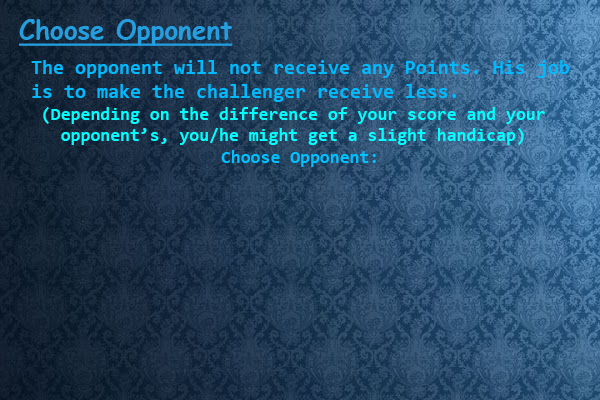 Choose Opponent
The opponent will not receive any Points. His job
is to make the challenger receive less.
(Depending on the difference of your score and your
opponent’s, you/he might get a slight handicap)
Choose Opponent: